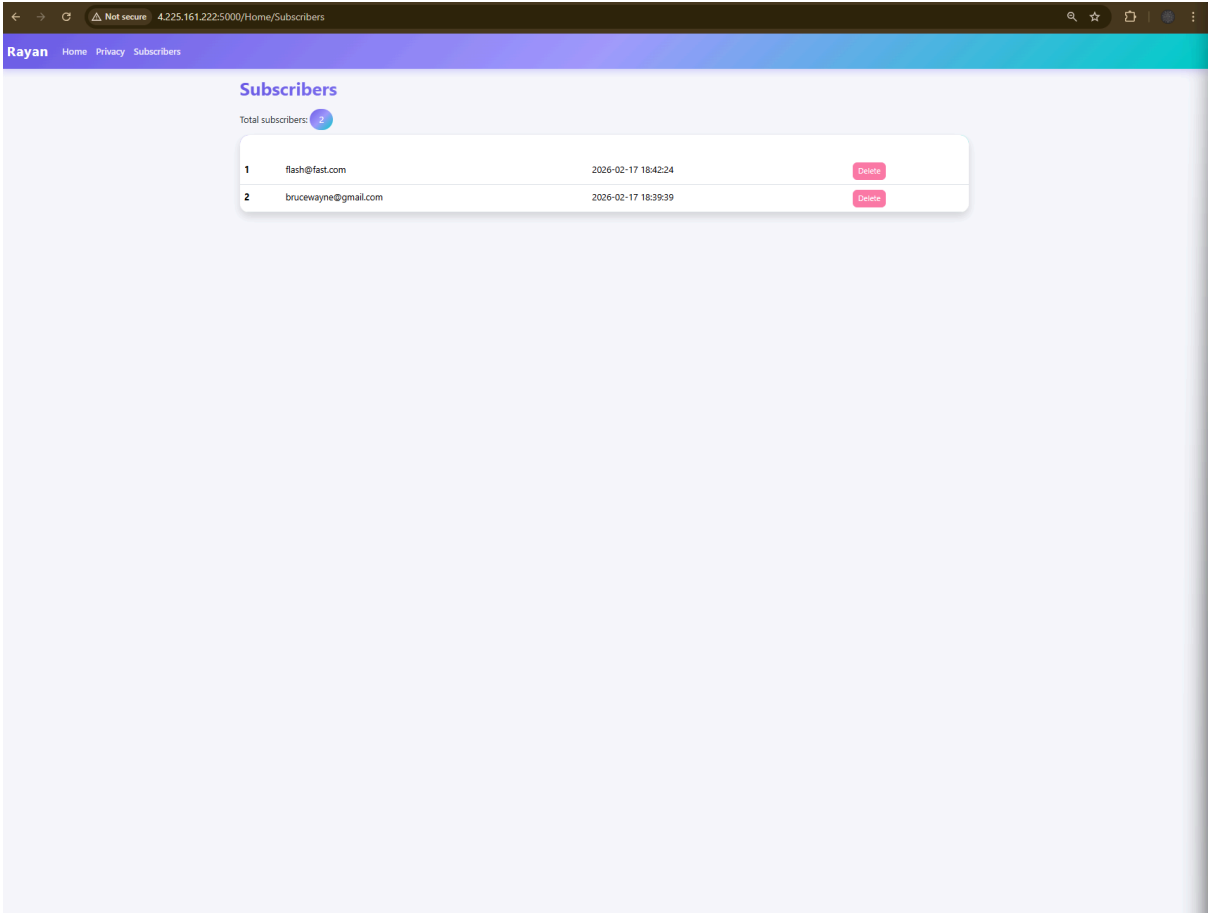 Not secure 4.225.161.222:5000/Home/Subscribers
Rayan Home Privacy Subscribers
Subscribers
Total subscribers: 2
1 flash@fast.com 2026-02-17 18:42:24 Delete
2 brucewayne@gmail.com 2026-02-17 18:39:39 Delete